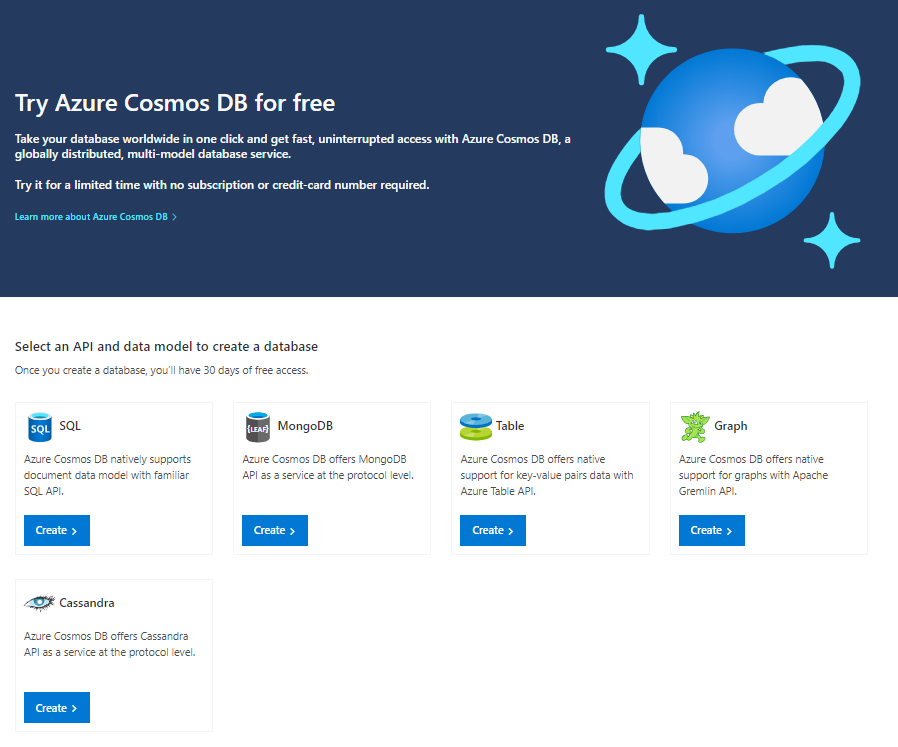 Try Azure Cosmos DB for free
Take your database worldwide in one click and get fast, uninterrupted access with Azure Cosmos DB, a
globally distributed, multi-model database service.
Try it for a limited time with no subscription or credit-card number required.
Learn more about Azure Cosmos DB >
Select an API and data model to create a database
Once you create a database, you'll have 30 days of free access.
SQL SQL
Azure Cosmos DB natively supports
document data model with familiar
SQL API.
Create >
{LEAF} MongoDB
Azure Cosmos DB offers MongoDB
API as a service at the protocol level.
Create >
Table
Azure Cosmos DB offers native
support for key-value pairs data with
Azure Table API.
Create >
Graph
Azure Cosmos DB offers native
support for graphs with Apache
Gremlin API.
Create >
Cassandra
Azure Cosmos DB offers Cassandra
API as a service at the protocol level.
Create >